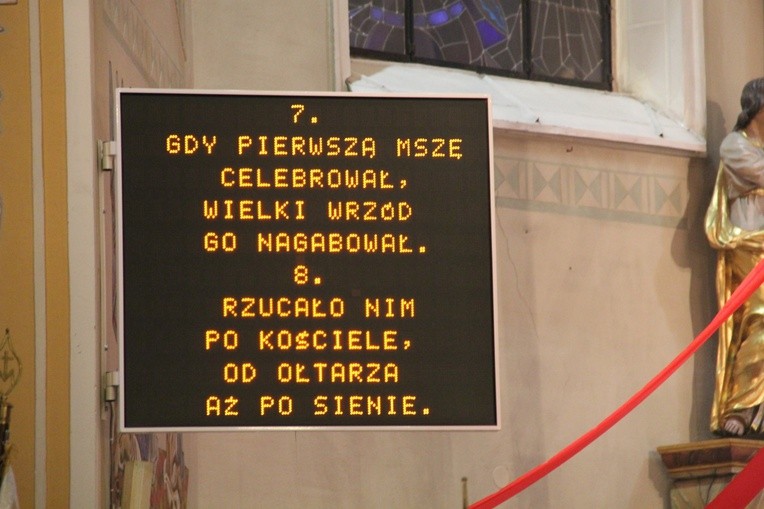 7.
GDY PIERWSZĄ MSZĘ
CELEBROWAŁ,
WIELKI WRZÓD
GO NAGABOWAŁ.
8.
RZUCAŁO NIM
PO KOŚCIELE,
OD OŁTARZA
AŻ PO SIENIE.